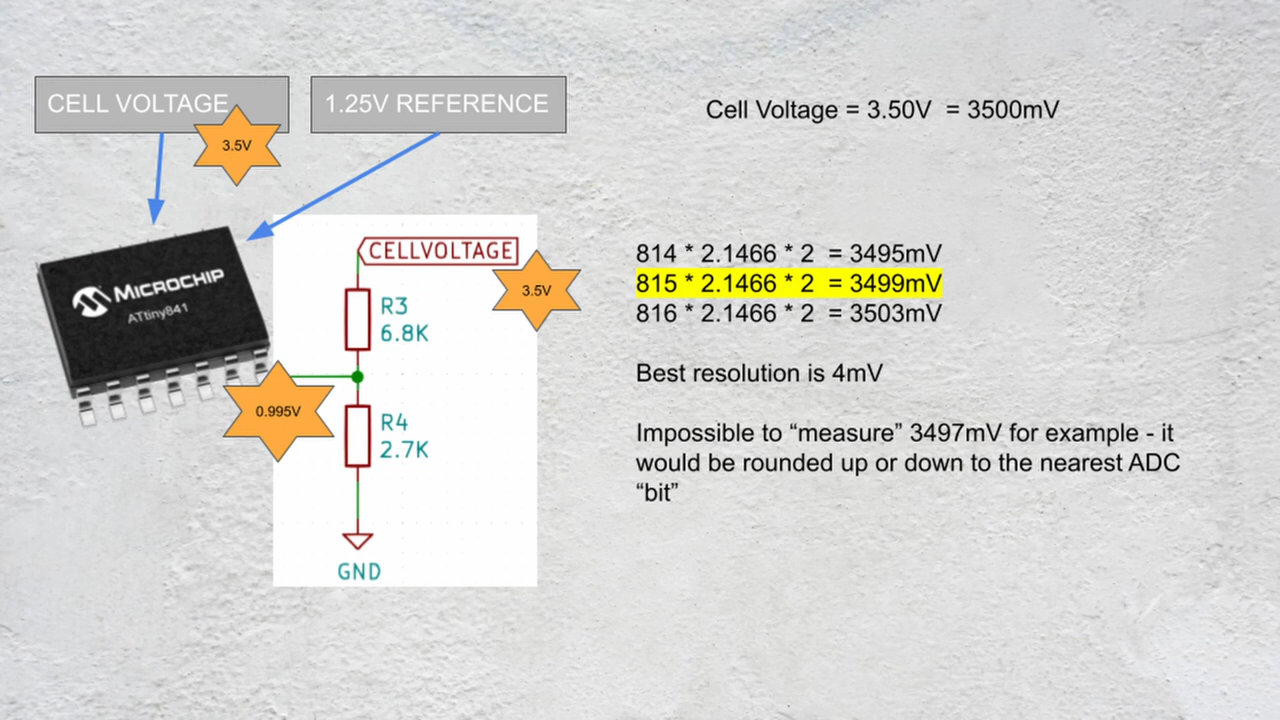 CELL VOLTAGE
1.25V REFERENCE
Cell Voltage = 3.50V  = 3500mV
3.5V
MICROCHIP
ATtiny841
CELLVOLTAGE
3.5V
R3
6.8K
0.995V
R4
2.7K
GND
814 * 2.1466 * 2  = 3495mV
815 * 2.1466 * 2  = 3499mV
816 * 2.1466 * 2  = 3503mV
Best resolution is 4mV
Impossible to “measure” 3497mV for example - it
would be rounded up or down to the nearest ADC
“bit”